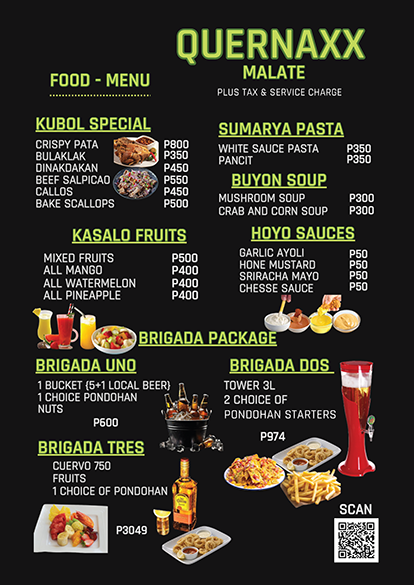 QUERNAXX
MALATE
PLUS TAX & SERVICE CHARGE
FOOD - MENU
KUBOL SPECIAL
CRISPY PATA P800
BULAKLAK P350
DINAKDAKAN P450
BEEF SALPICAO P550
CALLOS P450
BAKE SCALLOPS P500
SUMARYA PASTA
WHITE SAUCE PASTA P350
PANCIT P350
BUYON SOUP
MUSHROOM SOUP P300
CRAB AND CORN SOUP P300
KASALO FRUITS
MIXED FRUITS P500
ALL MANGO P400
ALL WATERMELON P400
ALL PINEAPPLE P400
HOYO SAUCES
GARLIC AYOLI P50
HONE MUSTARD P50
SRIRACHA MAYO P50
CHESSE SAUCE P50
BRIGADA PACKAGE
BRIGADA UNO
1 BUCKET (5+1 LOCAL BEER)
1 CHOICE PONDOHAN
NUTS
P600
BRIGADA DOS
TOWER 3L
2 CHOICE OF
PONDOHAN STARTERS
P974
BRIGADA TRES
CUERVO 750
FRUITS
1 CHOICE OF PONDOHAN
P3049
SCAN